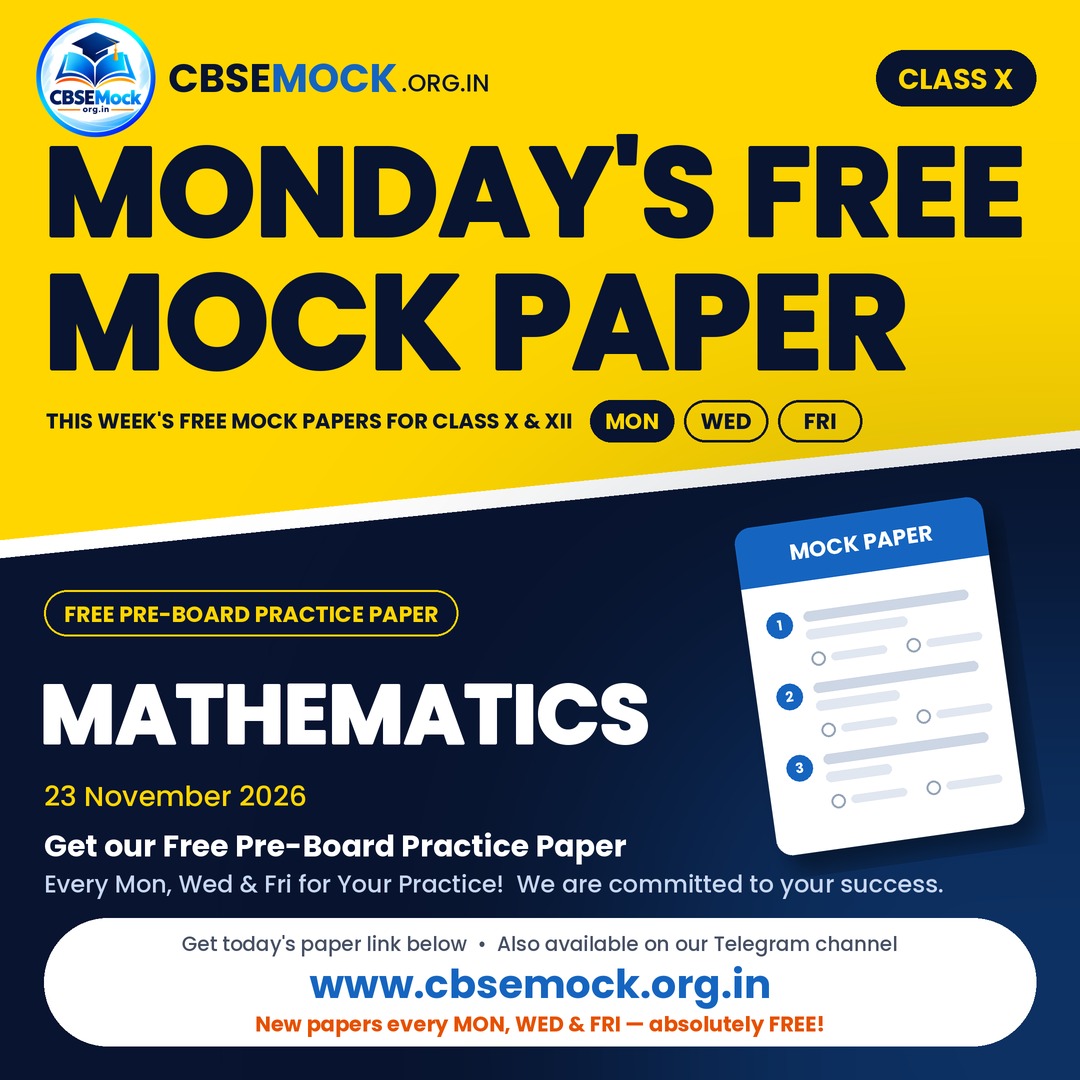 CBSEMock
org.in
CBSEMOCK.ORG.IN
CLASS X
MONDAY'S FREE
MOCK PAPER
THIS WEEK'S FREE MOCK PAPERS FOR CLASS X & XII MON WED FRI
MOCK PAPER
1
2
3
FREE PRE-BOARD PRACTICE PAPER
MATHEMATICS
23 November 2026
Get our Free Pre-Board Practice Paper
Every Mon, Wed & Fri for Your Practice! We are committed to your success.
Get today's paper link below • Also available on our Telegram channel
www.cbsemock.org.in
New papers every MON, WED & FRI — absolutely FREE!